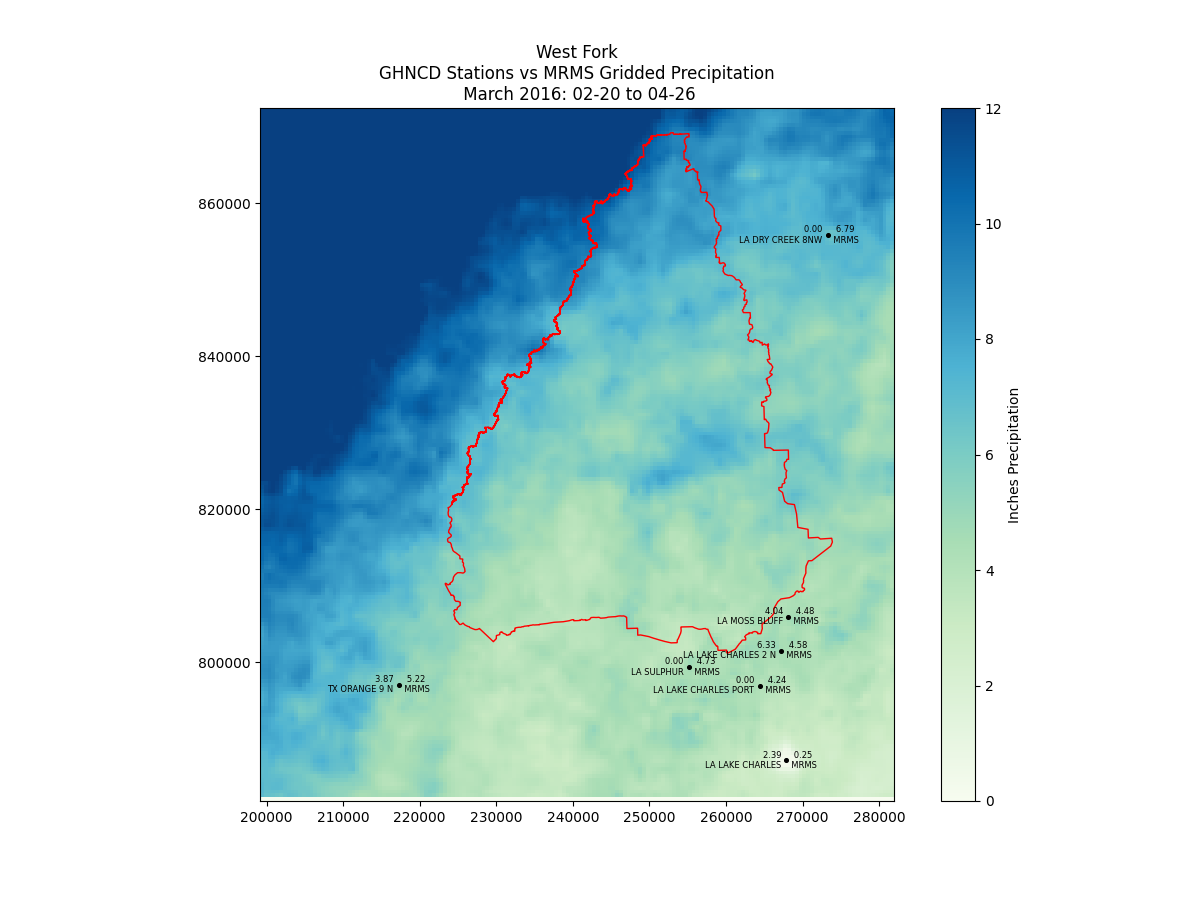 West Fork
GHNCD Stations vs MRMS Gridded Precipitation
March 2016: 02-20 to 04-26
860000
840000
820000
800000
200000 210000 220000 230000 240000 250000 260000 270000 280000
0.00 6.79
LA DRY CREEK 8NW MRMS
4.04 4.48
LA MOSS BLUFF MRMS
6.33 4.58
LA LAKE CHARLES 2 N MRMS
0.00 4.73
LA SULPHUR MRMS
0.00 4.24
LA LAKE CHARLES PORT MRMS
3.87 5.22
TX ORANGE 9 N MRMS
2.39 0.25
LA LAKE CHARLES MRMS
12
10
8
6
4
2
0
Inches Precipitation